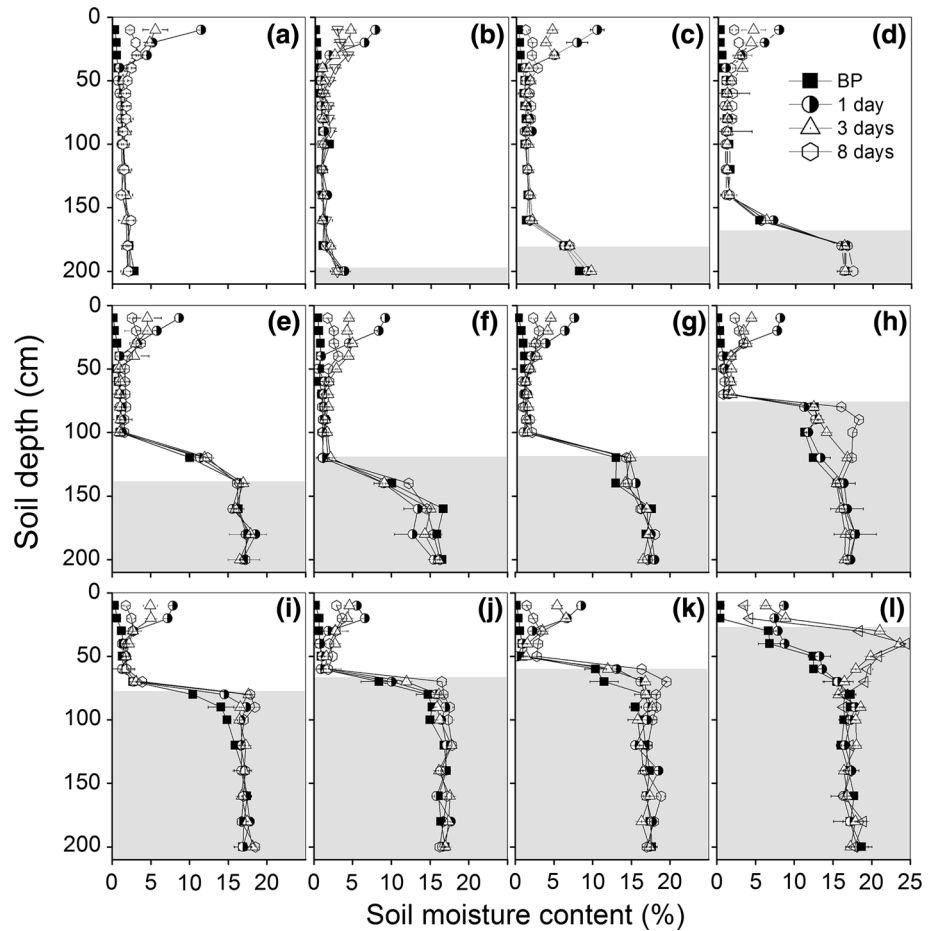 (a) (b) (c) (d)
0
50
100
150
200
BP
1 day
3 days
8 days
(e) (f) (g) (h)
0
50
100
150
200
(i) (j) (k) (l)
0
50
100
150
200
0 5 10 15 20 0 5 10 15 20 0 5 10 15 20 0 5 10 15 20 25
Soil depth (cm)
Soil moisture content (%)